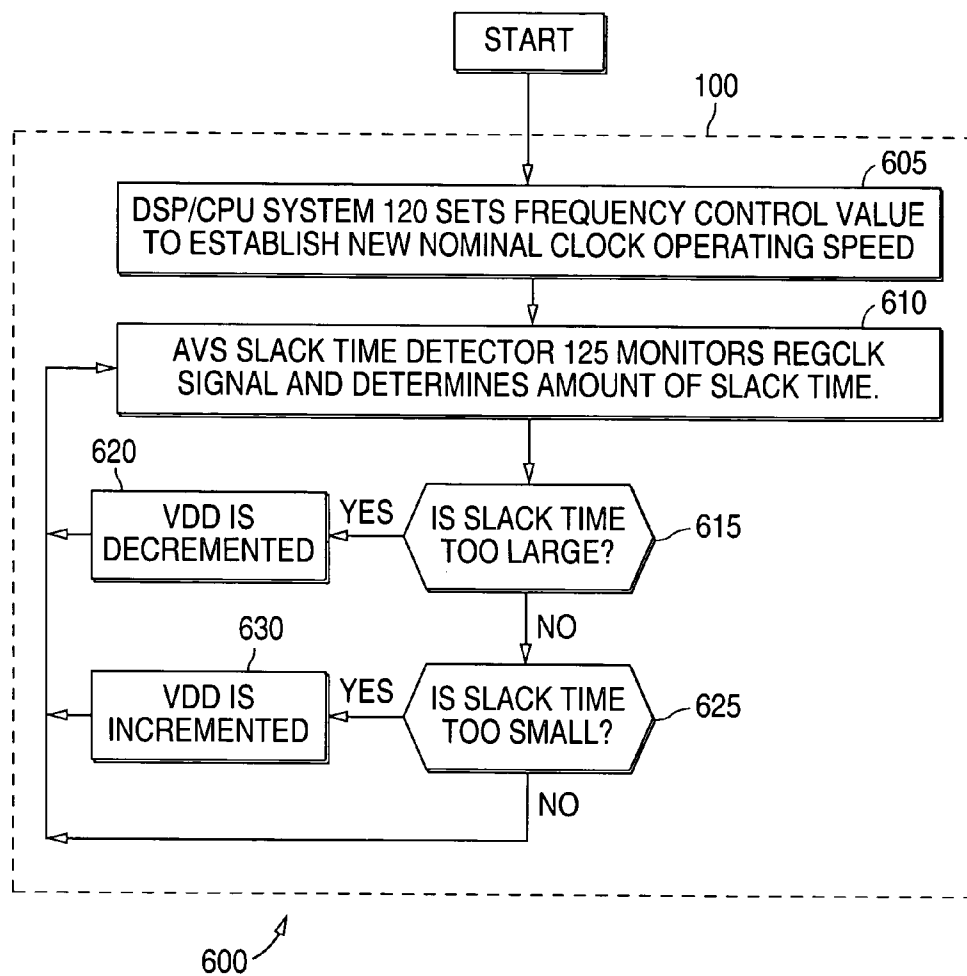 START
100
605
DSP/CPU SYSTEM 120 SETS FREQUENCY CONTROL VALUE
TO ESTABLISH NEW NOMINAL CLOCK OPERATING SPEED
610
AVS SLACK TIME DETECTOR 125 MONITORS REGCLK
SIGNAL AND DETERMINES AMOUNT OF SLACK TIME.
620
VDD IS
DECREMENTED
YES
IS SLACK TIME
TOO LARGE?
615
NO
630
VDD IS
INCREMENTED
YES
IS SLACK TIME
TOO SMALL?
625
NO
600